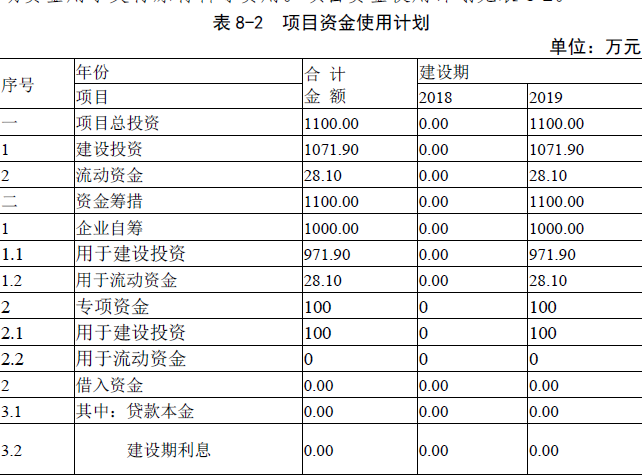 表 8-2 项目资金使用计划
单位：万元
序号 年份 合 计 建设期
项目 金 额 2018 2019
一 项目总投资 1100.00 0.00 1100.00
1 建设投资 1071.90 0.00 1071.90
2 流动资金 28.10 0.00 28.10
二 资金筹措 1100.00 0.00 1100.00
1 企业自筹 1000.00 0.00 1000.00
1.1 用于建设投资 971.90 0.00 971.90
1.2 用于流动资金 28.10 0.00 28.10
2 专项资金 100 0 100
2.1 用于建设投资 100 0 100
2.2 用于流动资金 0 0 0
2 借入资金 0.00 0.00 0.00
3.1 其中：贷款本金 0.00 0.00 0.00
3.2 建设期利息 0.00 0.00 0.00